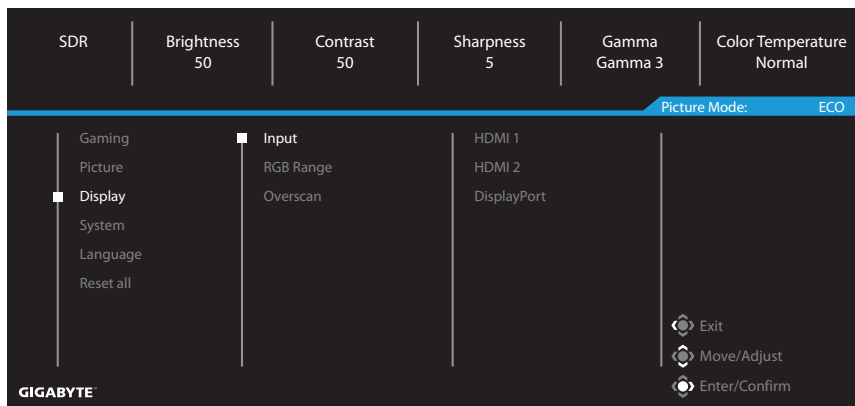 SDR
Brightness
50
Contrast
50
Sharpness
5
Gamma
Gamma 3
Color Temperature
Normal
Picture Mode: ECO
Gaming
Picture
Display
System
Language
Reset all
Input
RGB Range
Overscan
HDMI 1
HDMI 2
DisplayPort
Exit
Move/Adjust
Enter/Confirm
GIGABYTE™